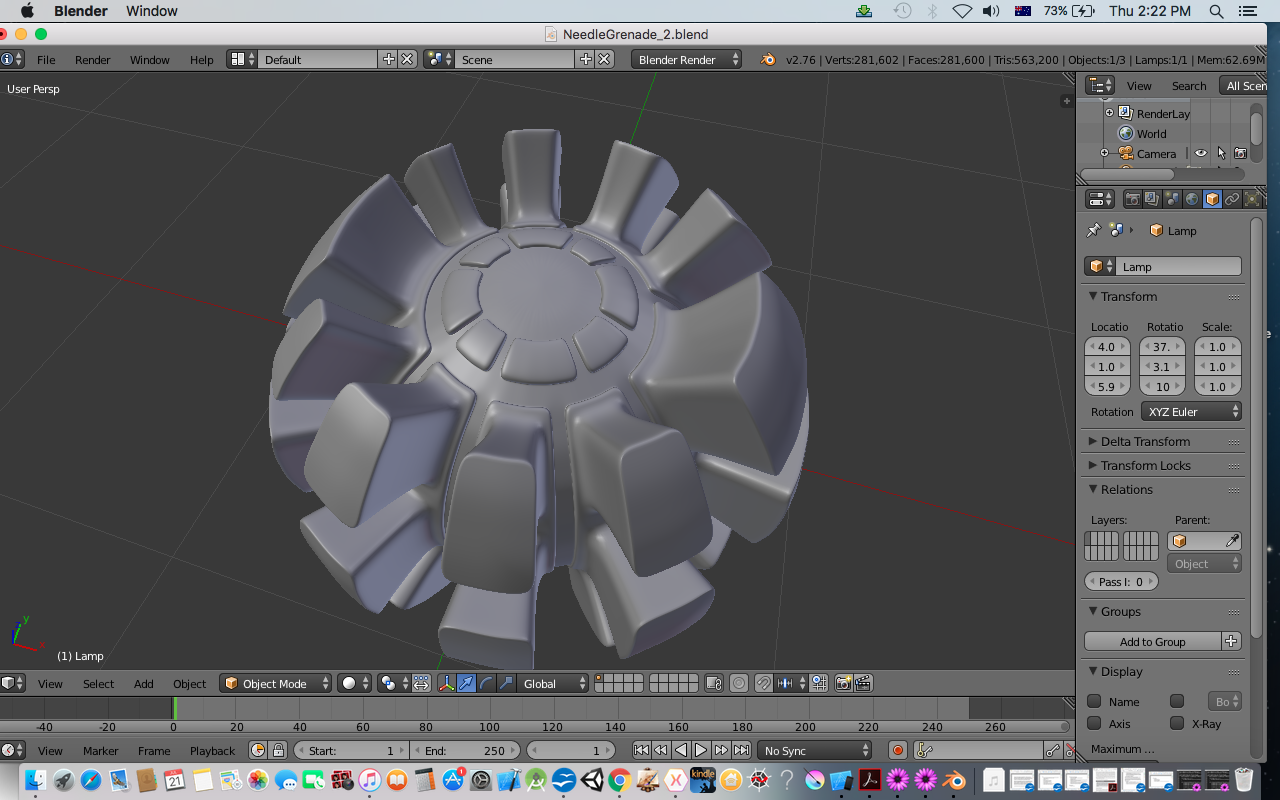 Blender Window 73% Thu 2:22 PM
NeedleGrenade_2.blend
File Render Window Help Default Scene Blender Render v2.76 | Verts:281,602 | Faces:281,600 | Tris:563,200 | Objects:1/3 | Lamps:1/1 | Mem:62.69M
User Persp
View Search All Scen
RenderLay
World
Camera
Lamp
Lamp
Transform
Locatio Rotatio Scale:
4.0 37. 1.0
1.0 3.1 1.0
5.9 10 1.0
Rotation XYZ Euler
Delta Transform
Transform Locks
Relations
Layers: Parent:
Object
Pass I: 0
Groups
Add to Group
Display
Name Bo
Axis X-Ray
Maximum ...
z y x
(1) Lamp
View Select Add Object Object Mode Global
-40 -20 0 20 40 60 80 100 120 140 160 180 200 220 240 260
View Marker Frame Playback Start: 1 End: 250 1 No Sync
21
kindle